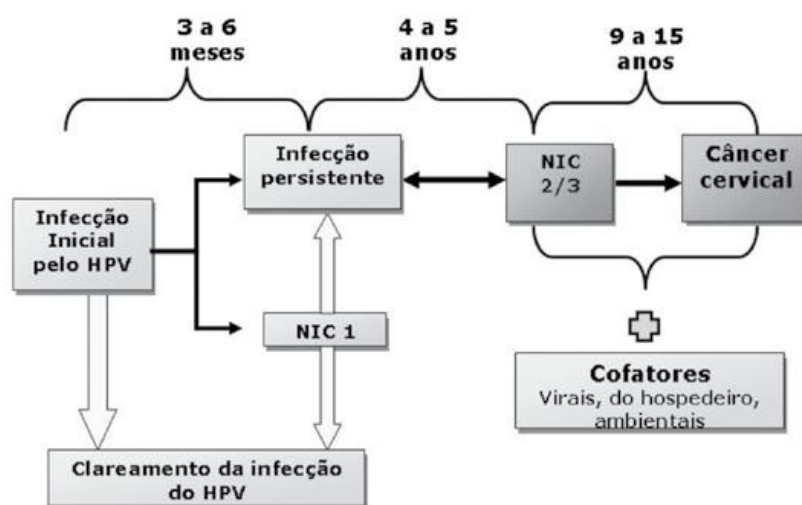 3 a 6
meses
4 a 5
anos
9 a 15
anos
Infecção
Inicial
pelo HPV
Infecção
persistente
NIC
2/3
Câncer
cervical
NIC 1
Cofatores
Virais, do hospedeiro,
ambientais
Clareamento da infecção
do HPV